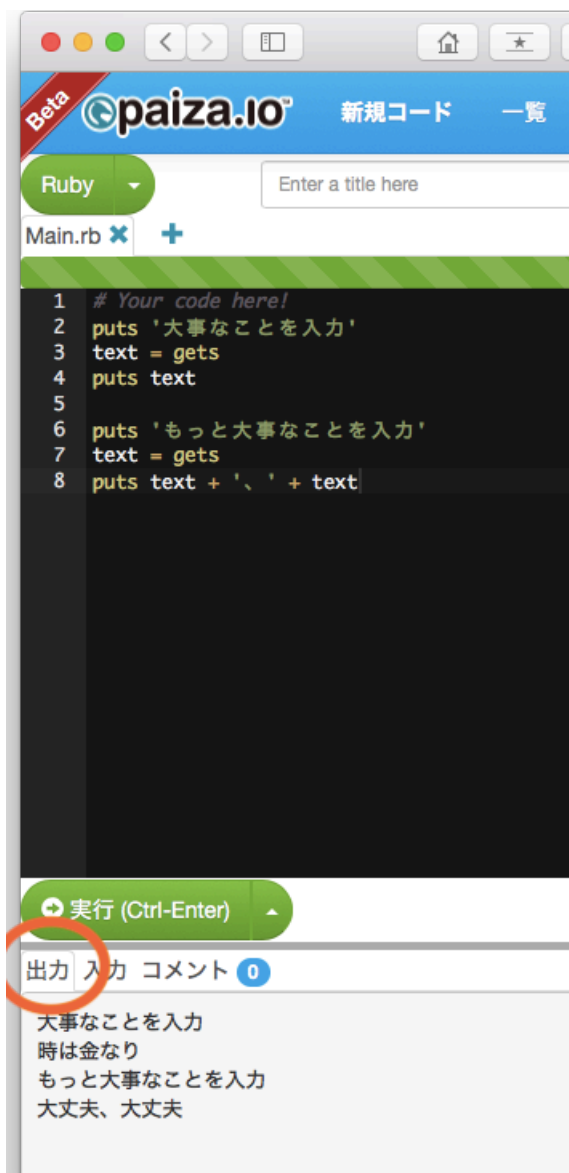 Beta
paiza.IO™
新規コード 一覧
Ruby
Enter a title here
Main.rb
1 # Your code here!
2 puts '大事なことを入力'
3 text = gets
4 puts text
5
6 puts 'もっと大事なことを入力'
7 text = gets
8 puts text + '、' + text
実行 (Ctrl-Enter)
出力 入力 コメント 0
大事なことを入力
時は金なり
もっと大事なことを入力
大丈夫、大丈夫